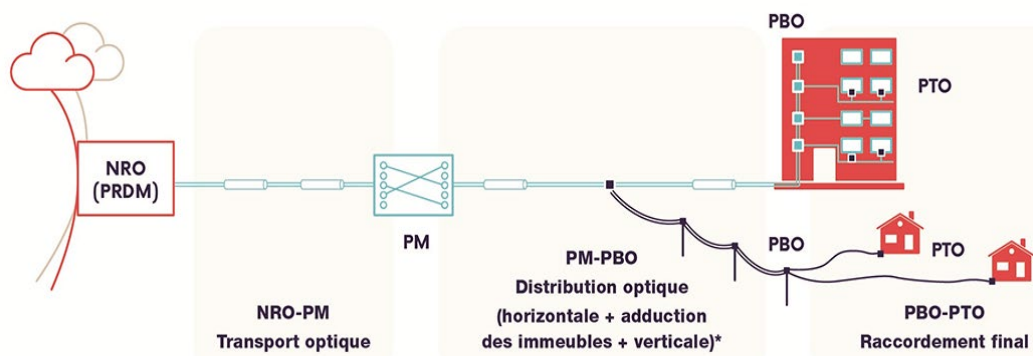 PBO
PTO
NRO
(PRDM)
PM
PBO
PTO
PM-PBO
Distribution optique
(horizontale + adduction
des immeubles + verticale)*
NRO-PM
Transport optique
PBO-PTO
Raccordement final